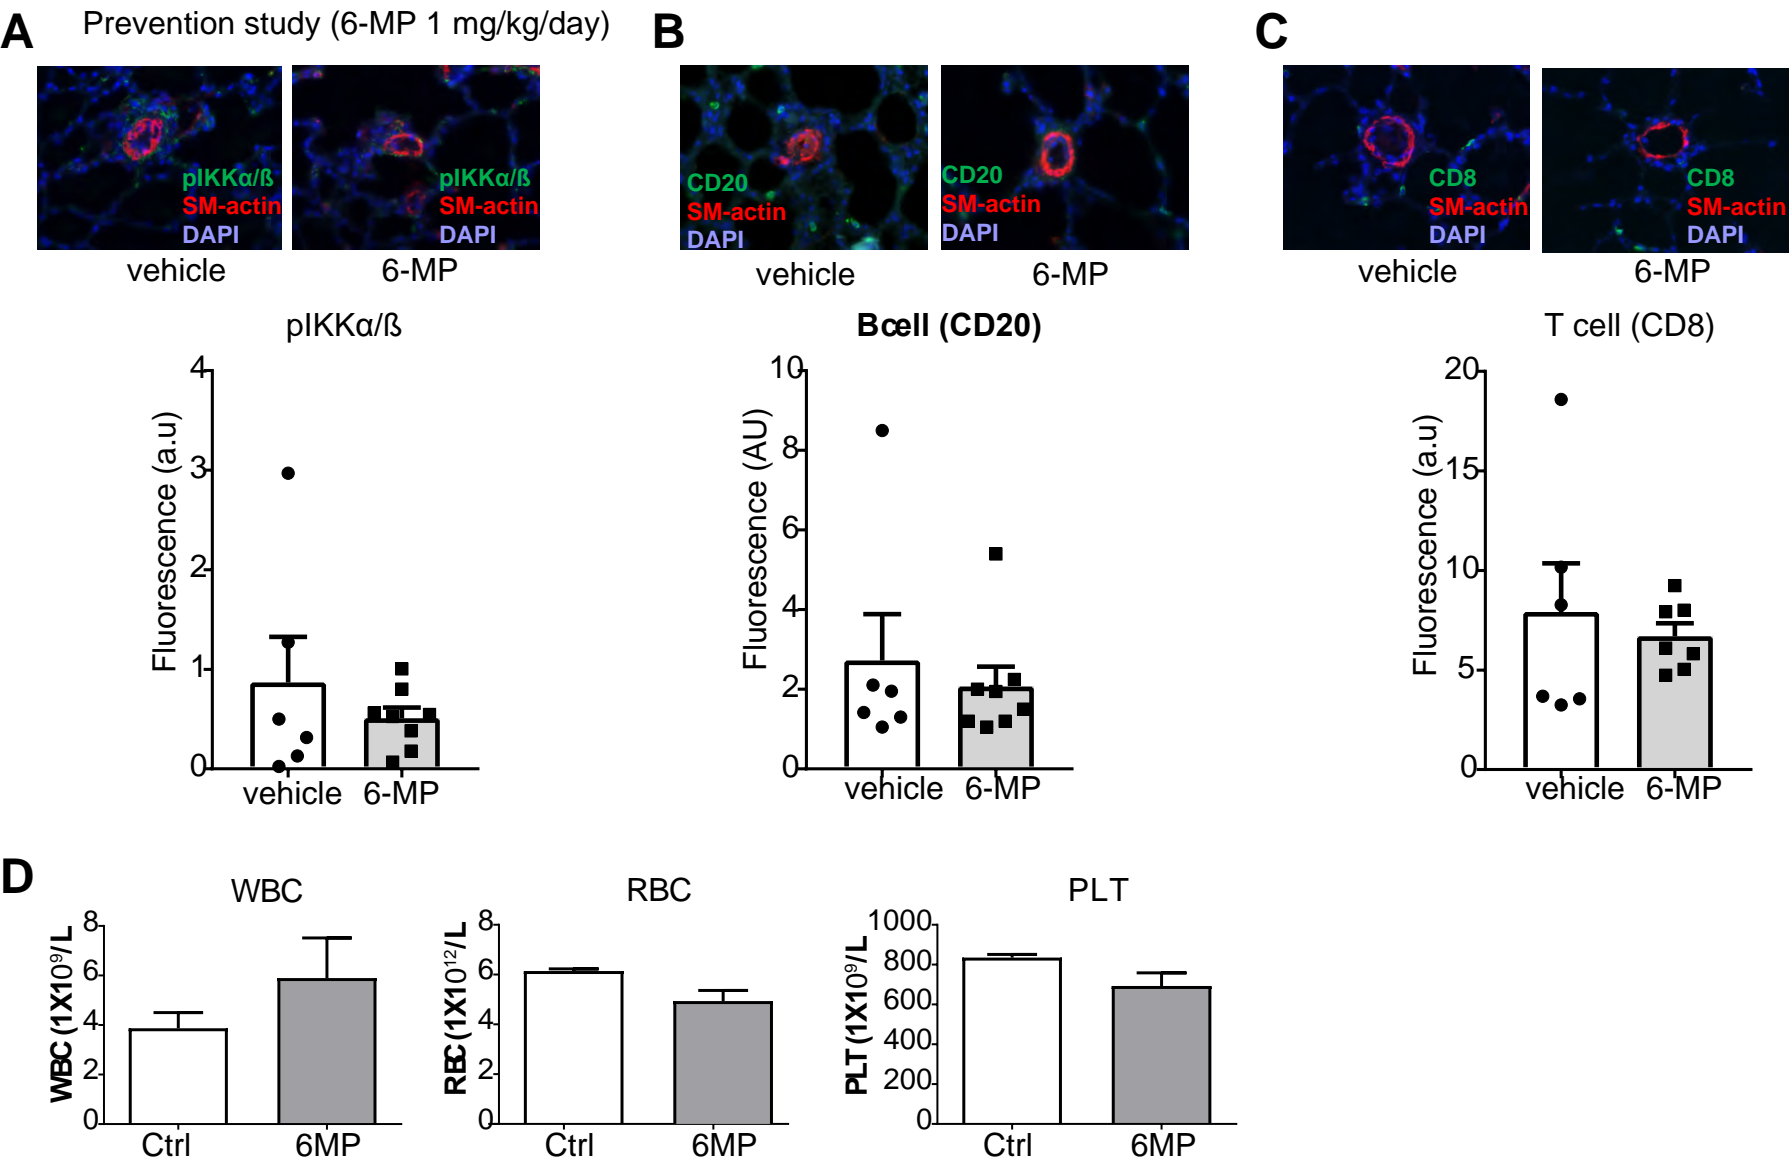 A Prevention study (6-MP 1 mg/kg/day) B C
pIKKα/ß
SM-actin
DAPI
pIKKα/ß
SM-actin
DAPI
vehicle 6-MP
CD20
SM-actin
DAPI
CD20
SM-actin
DAPI
vehicle 6-MP
CD8
SM-actin
DAPI
CD8
SM-actin
DAPI
vehicle 6-MP
pIKKα/ß
Fluorescence (a.u)
4
3
2
1
0
vehicle 6-MP
Bcell (CD20)
Fluorescence (AU)
10
8
6
4
2
0
vehicle 6-MP
T cell (CD8)
Fluorescence (a.u)
20
15
10
5
0
vehicle 6-MP
D
WBC
WBC (1X10⁹/L
8
6
4
2
0
Ctrl 6MP
RBC
RBC (1X10¹²/L
8
6
4
2
0
Ctrl 6MP
PLT
PLT (1X10⁹/L
1000
800
600
400
200
0
Ctrl 6MP